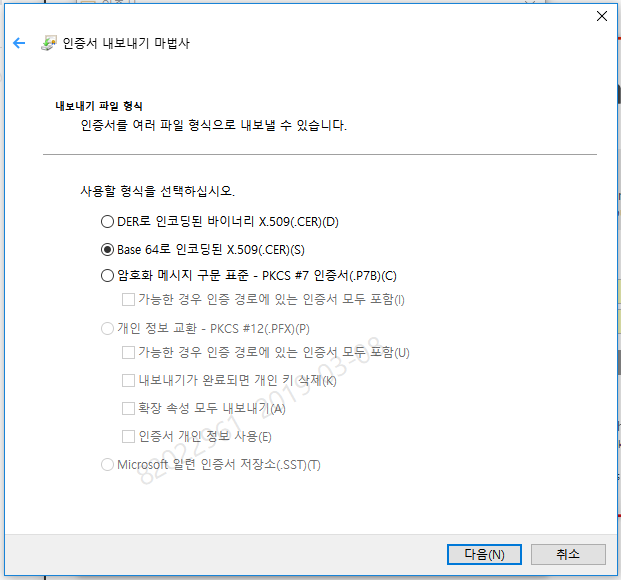 인증서 내보내기 마법사
내보내기 파일 형식
인증서를 여러 파일 형식으로 내보낼 수 있습니다.
사용할 형식을 선택하십시오.
DER로 인코딩된 바이너리 X.509(.CER)(D)
Base 64로 인코딩된 X.509(.CER)(S)
암호화 메시지 구문 표준 - PKCS #7 인증서(.P7B)(C)
가능한 경우 인증 경로에 있는 인증서 모두 포함(I)
개인 정보 교환 - PKCS #12(.PFX)(P)
가능한 경우 인증 경로에 있는 인증서 모두 포함(U)
내보내기가 완료되면 개인 키 삭제(K)
확장 속성 모두 내보내기(A)
인증서 개인 정보 사용(E)
Microsoft 일련 인증서 저장소(.SST)(T)
82022961 2019-03-08
다음(N)
취소